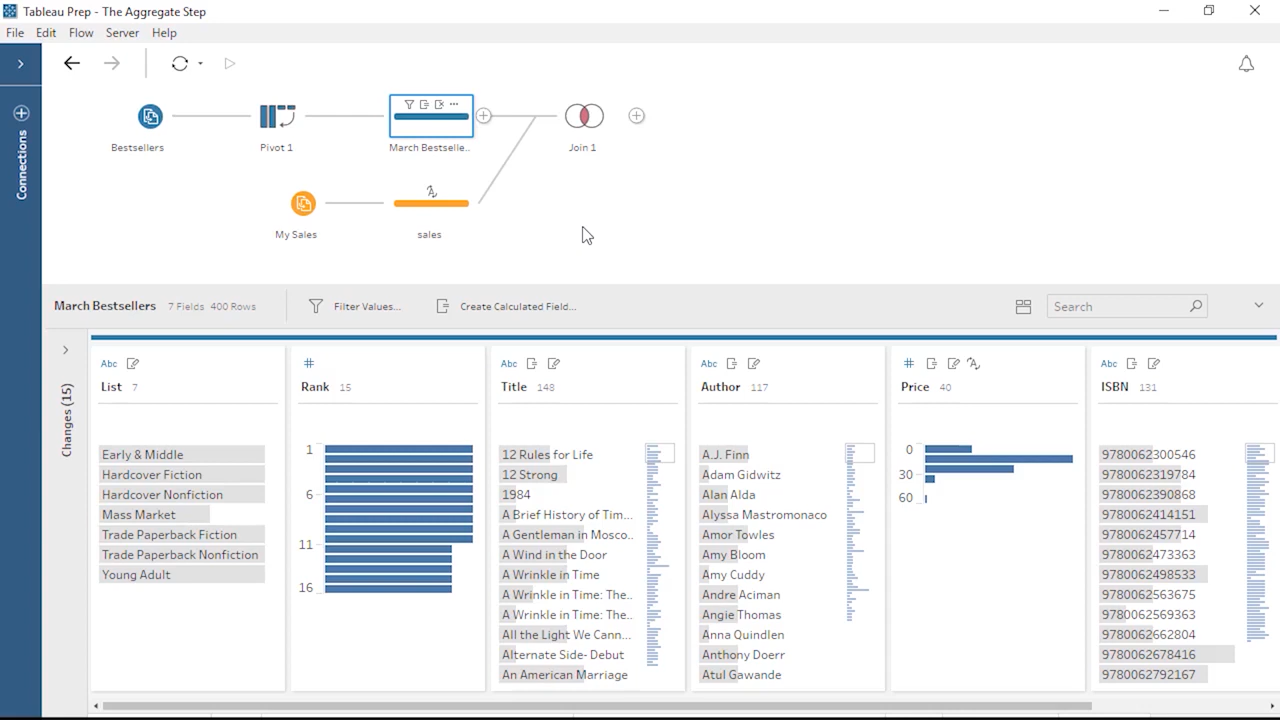 Tableau Prep - The Aggregate Step
File Edit Flow Server Help
Connections
Bestsellers
Pivot 1
March Bestselle..
Join 1
My Sales
sales
March Bestsellers 7 Fields 400 Rows
Filter Values...
Create Calculated Field...
Search
Changes (15)
Abc
List 7
Early & Middle
Hardcover Fiction
Hardcover Nonfiction
Mass Market
Trade Paperback Fiction
Trade Paperback Nonfiction
Young Adult
#
Rank 15
1
6
11
16
Abc
Title 148
12 Rules for Life
12 Strong
1984
A Brief History of Tim...
A Gentleman in Mosco...
A Wind in the Door
A Wrinkle in Time
A Wrinkle in Time: Th...
A Wrinkle in Time: The...
All the Light We Cann...
Alternate Side- Debut...
An American Marriage
Abc
Author 117
A.J. Finn
Adam Gidwitz
Alan Alda
Alyssa Mastromonaco
Amor Towles
Amy Bloom
Amy Cuddy
André Aciman
Angie Thomas
Anna Quindlen
Anthony Doerr
Atul Gawande
#
Price 40
0
30
60
Abc
ISBN 131
9780062300546
9780062319784
9780062390868
9780062414151
9780062457714
9780062473363
9780062498533
9780062563675
9780062662804
9780062678416
9780062792167